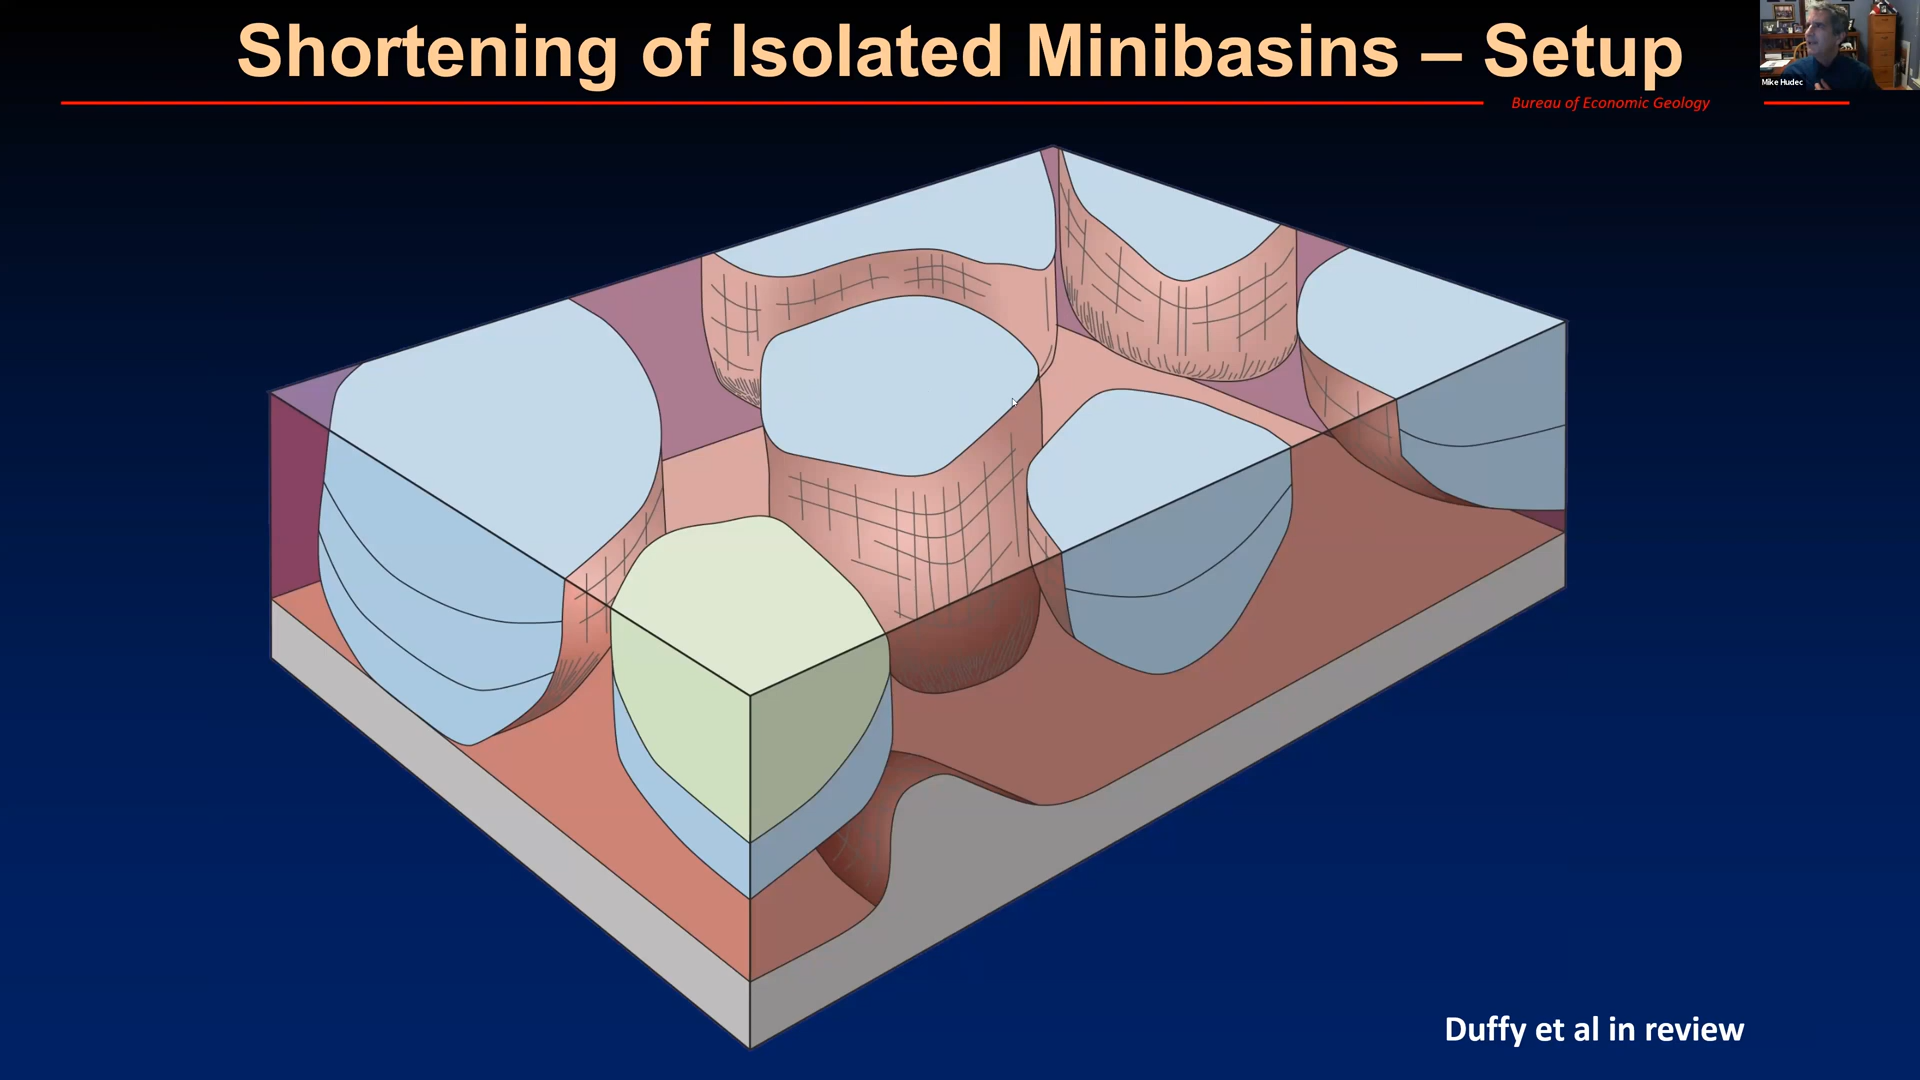 Shortening of Isolated Minibasins – Setup
Mike Hudec
Bureau of Economic Geology
Duffy et al in review